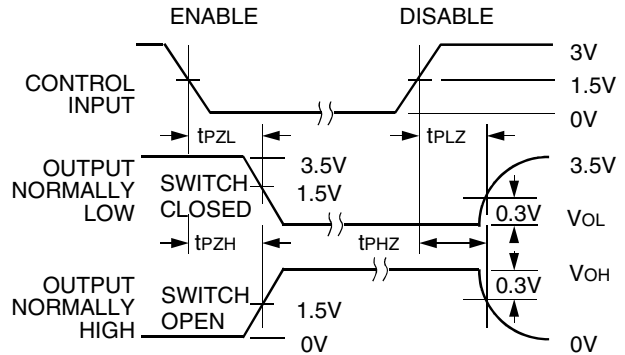 ENABLE
DISABLE
CONTROL
INPUT
3V
1.5V
0V
tPZL
tPLZ
OUTPUT
NORMALLY
LOW
SWITCH
CLOSED
3.5V
1.5V
3.5V
0.3V
VOL
tPZH
tPHZ
OUTPUT
NORMALLY
HIGH
SWITCH
OPEN
1.5V
0V
VOH
0.3V
0V